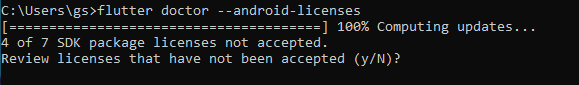 C:\Users\gs>flutter doctor --android-licenses
[=======================================] 100% Computing updates...
4 of 7 SDK package licenses not accepted.
Review licenses that have not been accepted (y/N)?